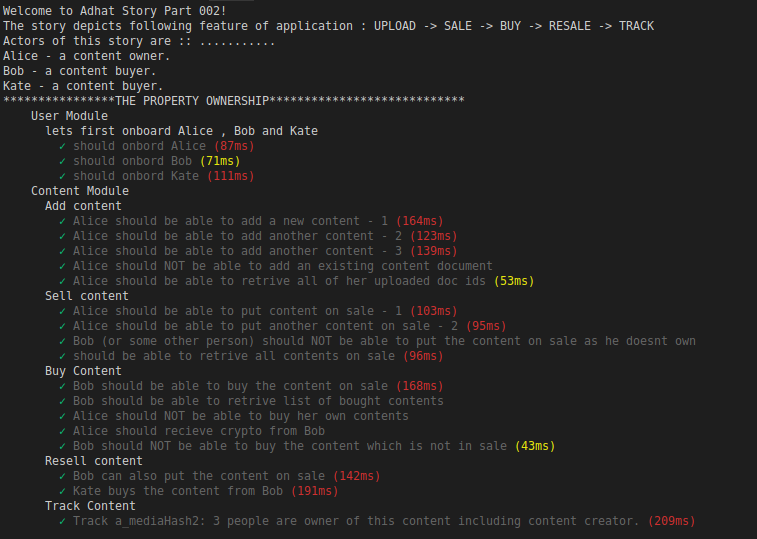 Welcome to Adhat Story Part 002!
The story depicts following feature of application : UPLOAD -> SALE -> BUY -> RESALE -> TRACK
Actors of this story are :: ...........
Alice - a content owner.
Bob - a content buyer.
Kate - a content buyer.
****************THE PROPERTY OWNERSHIP****************************
User Module
lets first onboard Alice , Bob and Kate
✓ should onbord Alice (87ms)
✓ should onbord Bob (71ms)
✓ should onbord Kate (111ms)
Content Module
Add content
✓ Alice should be able to add a new content - 1 (164ms)
✓ Alice should be able to add another content - 2 (123ms)
✓ Alice should be able to add another content - 3 (139ms)
✓ Alice should NOT be able to add an existing content document
✓ Alice should be able to retrive all of her uploaded doc ids (53ms)
Sell content
✓ Alice should be able to put content on sale - 1 (103ms)
✓ Alice should be able to put another content on sale - 2 (95ms)
✓ Bob (or some other person) should NOT be able to put the content on sale as he doesnt own
✓ should be able to retrive all contents on sale (96ms)
Buy Content
✓ Bob should be able to buy the content on sale (168ms)
✓ Bob should be able to retrive list of bought contents
✓ Alice should NOT be able to buy her own contents
✓ Alice should recieve crypto from Bob
✓ Bob should NOT be able to buy the content which is not in sale (43ms)
Resell content
✓ Bob can also put the content on sale (142ms)
✓ Kate buys the content from Bob (191ms)
Track Content
✓ Track a_mediaHash2: 3 people are owner of this content including content creator. (209ms)